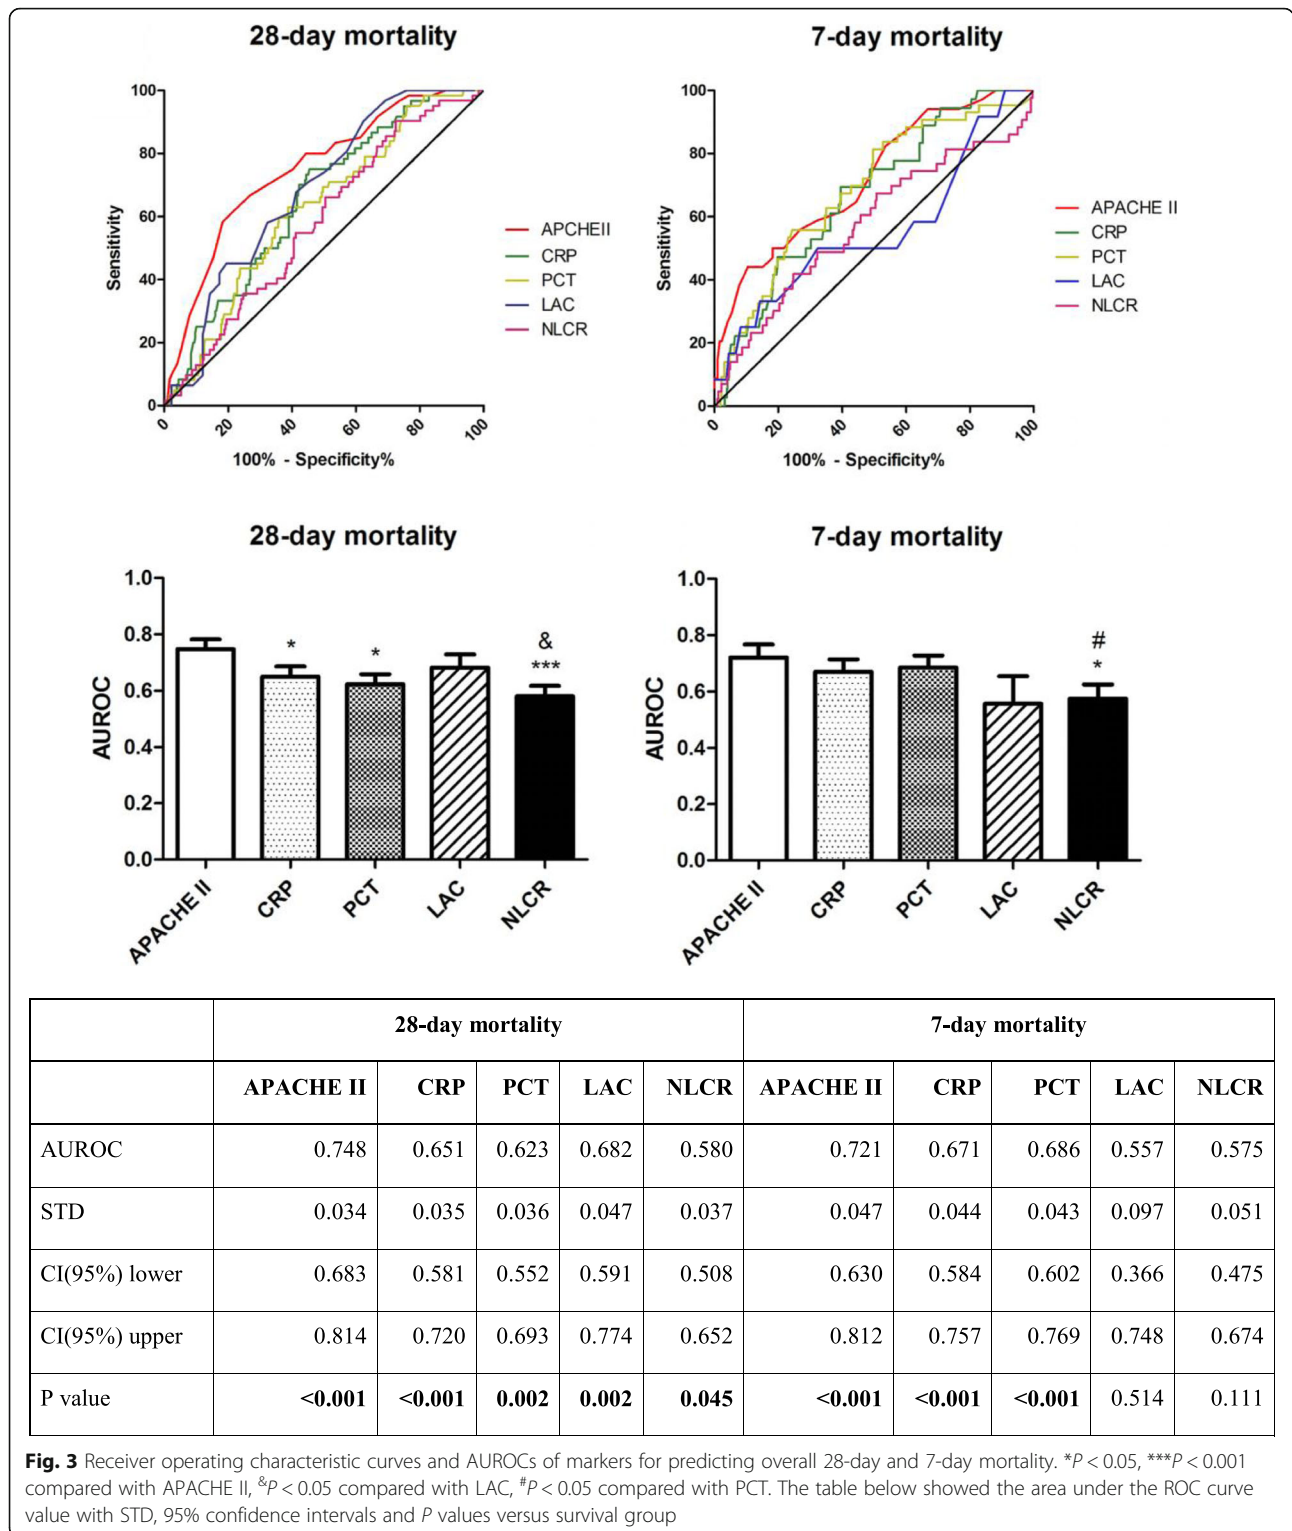 28-day mortality
100
80
60
40
20
0
Sensitivity
0 20 40 60 80 100
100% - Specificity%
APCHEII
CRP
PCT
LAC
NLCR
7-day mortality
100
80
60
40
20
0
Sensitivity
0 20 40 60 80 100
100% - Specificity%
APACHE II
CRP
PCT
LAC
NLCR
28-day mortality
1.0
0.8
0.6
0.4
0.2
0.0
AUROC
* * & ***
APACHE II CRP PCT LAC NLCR
7-day mortality
1.0
0.8
0.6
0.4
0.2
0.0
AUROC
# *
APACHE II CRP PCT LAC NLCR
28-day mortality 7-day mortality
APACHE II CRP PCT LAC NLCR APACHE II CRP PCT LAC NLCR
AUROC 0.748 0.651 0.623 0.682 0.580 0.721 0.671 0.686 0.557 0.575
STD 0.034 0.035 0.036 0.047 0.037 0.047 0.044 0.043 0.097 0.051
CI(95%) lower 0.683 0.581 0.552 0.591 0.508 0.630 0.584 0.602 0.366 0.475
CI(95%) upper 0.814 0.720 0.693 0.774 0.652 0.812 0.757 0.769 0.748 0.674
P value <0.001 <0.001 0.002 0.002 0.045 <0.001 <0.001 <0.001 0.514 0.111
Fig. 3 Receiver operating characteristic curves and AUROCs of markers for predicting overall 28-day and 7-day mortality. *P < 0.05, ***P < 0.001
compared with APACHE II, &P < 0.05 compared with LAC, #P < 0.05 compared with PCT. The table below showed the area under the ROC curve
value with STD, 95% confidence intervals and P values versus survival group